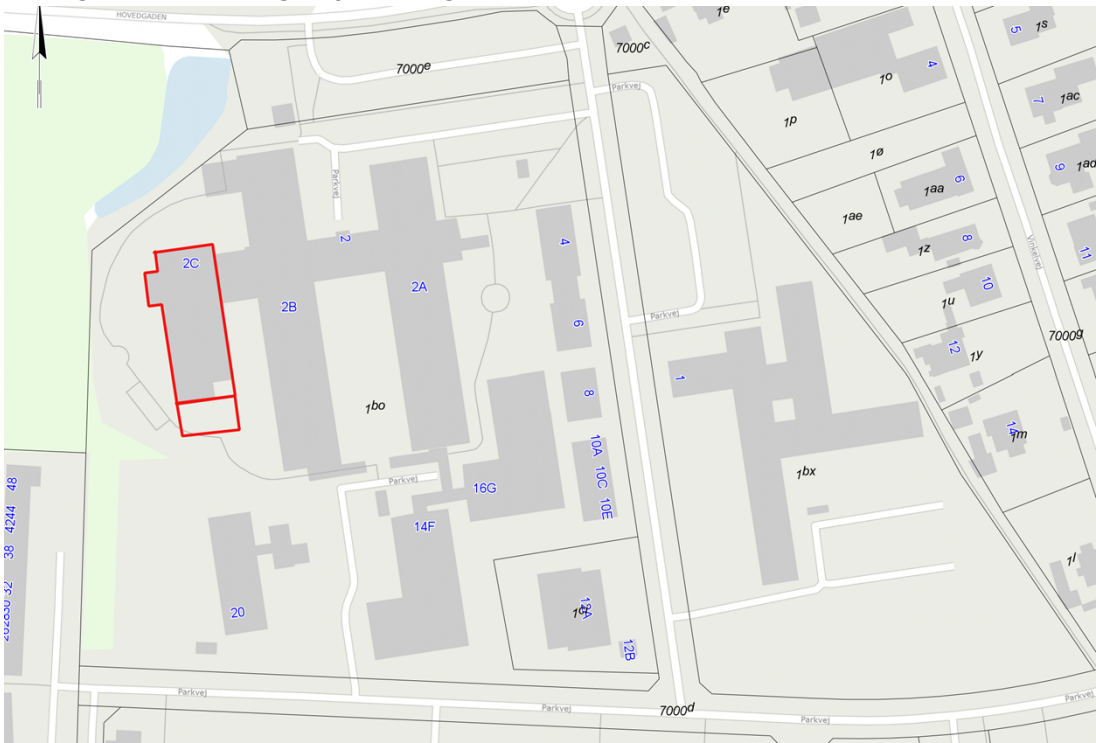 HOVEDGADEN
7000e
7000c
1e
5
1s
4
1o
Parkvej
7
1ac
1p
1ø
9
1ad
Parkvej
6
1aa
1ae
2
4
8
1z
Vinkelvej
11
2C
2A
10
2B
1u
6
Parkvej
7000g
12
1y
1
8
1bo
14
1m
10A
10C
10E
1bx
48
4244
38
32
Parkvej
16G
14F
1l
20
12A
12B
Parkvej
Parkvej
7000d
Parkvej
Parkvej